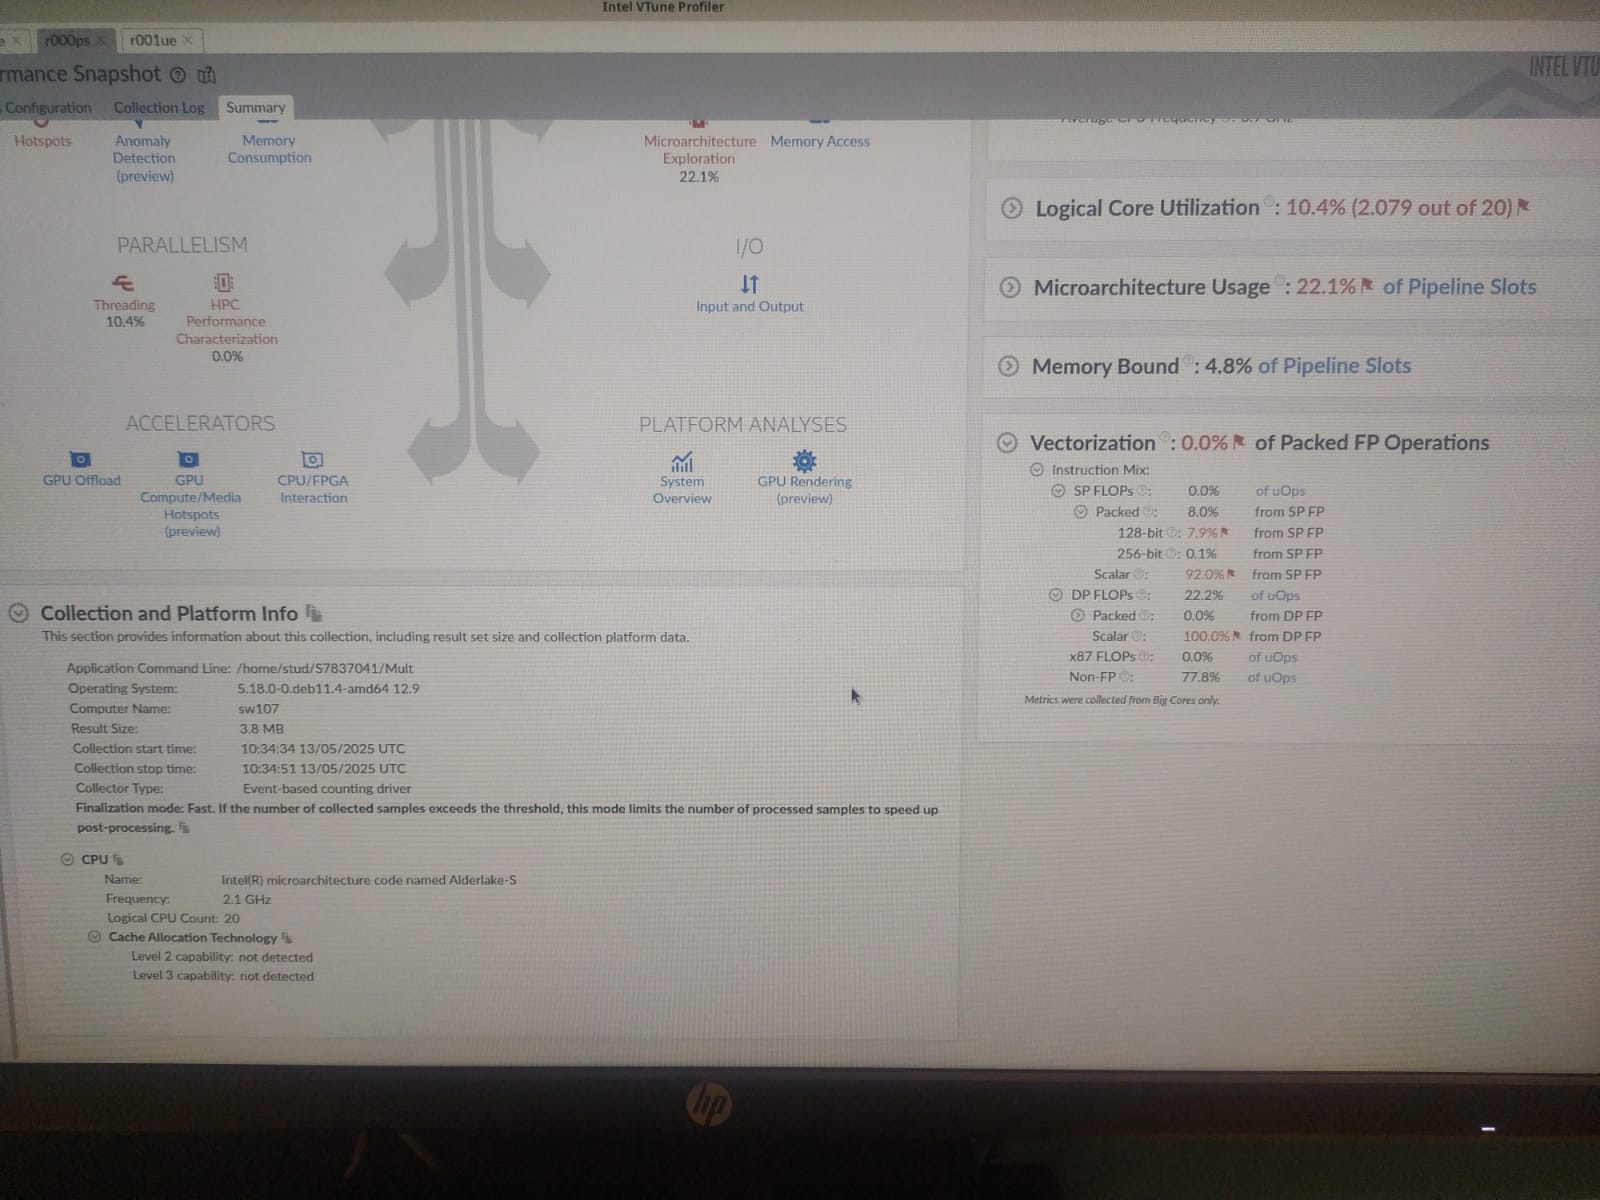 Intel VTune Profiler
e × r000ps × r001ue ×
rmance Snapshot
INTEL VTU
Configuration Collection Log Summary
Hotspots
Anomaly
Detection
(preview)
Memory
Consumption
Microarchitecture
Exploration
22.1%
Memory Access
PARALLELISM
Threading
10.4%
HPC
Performance
Characterization
0.0%
I/O
Input and Output
ACCELERATORS
GPU Offload
GPU
Compute/Media
Hotspots
(preview)
CPU/FPGA
Interaction
PLATFORM ANALYSES
System
Overview
GPU Rendering
(preview)
Collection and Platform Info
This section provides information about this collection, including result set size and collection platform data.
Application Command Line: /home/stud/S7837041/Mult
Operating System: 5.18.0-0.deb11.4-amd64 12.9
Computer Name: sw107
Result Size: 3.8 MB
Collection start time: 10:34:34 13/05/2025 UTC
Collection stop time: 10:34:51 13/05/2025 UTC
Collector Type: Event-based counting driver
Finalization mode: Fast. If the number of collected samples exceeds the threshold, this mode limits the number of processed samples to speed up
post-processing.
CPU
Name: Intel(R) microarchitecture code named Alderlake-S
Frequency: 2.1 GHz
Logical CPU Count: 20
Cache Allocation Technology
Level 2 capability: not detected
Level 3 capability: not detected
Average CPU Frequency
Logical Core Utilization: 10.4% (2.079 out of 20)
Microarchitecture Usage: 22.1% of Pipeline Slots
Memory Bound: 4.8% of Pipeline Slots
Vectorization: 0.0% of Packed FP Operations
Instruction Mix:
SP FLOPs: 0.0% of uOps
Packed: 8.0% from SP FP
128-bit: 7.9% from SP FP
256-bit: 0.1% from SP FP
Scalar: 92.0% from SP FP
DP FLOPs: 22.2% of uOps
Packed: 0.0% from DP FP
Scalar: 100.0% from DP FP
x87 FLOPs: 0.0% of uOps
Non-FP: 77.8% of uOps
Metrics were collected from Big Cores only.
hp